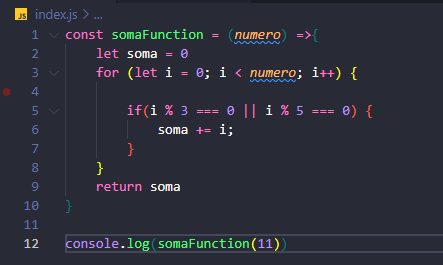 JS index.js > ...
1 const somaFunction = (numero) =>{
2 let soma = 0
3 for (let i = 0; i < numero; i++) {
4
5 if(i % 3 === 0 || i % 5 === 0) {
6 soma += i;
7 }
8 }
9 return soma
10 }
11
12 console.log(somaFunction(11))